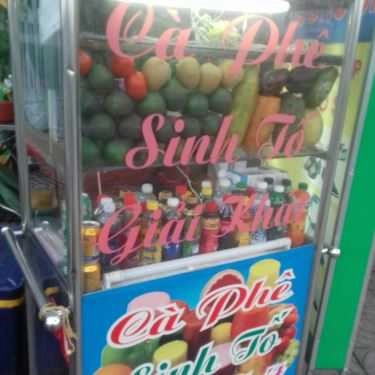 Cà Phê
Sinh Tố
Giải Khát
Cà Phê
Sinh Tố